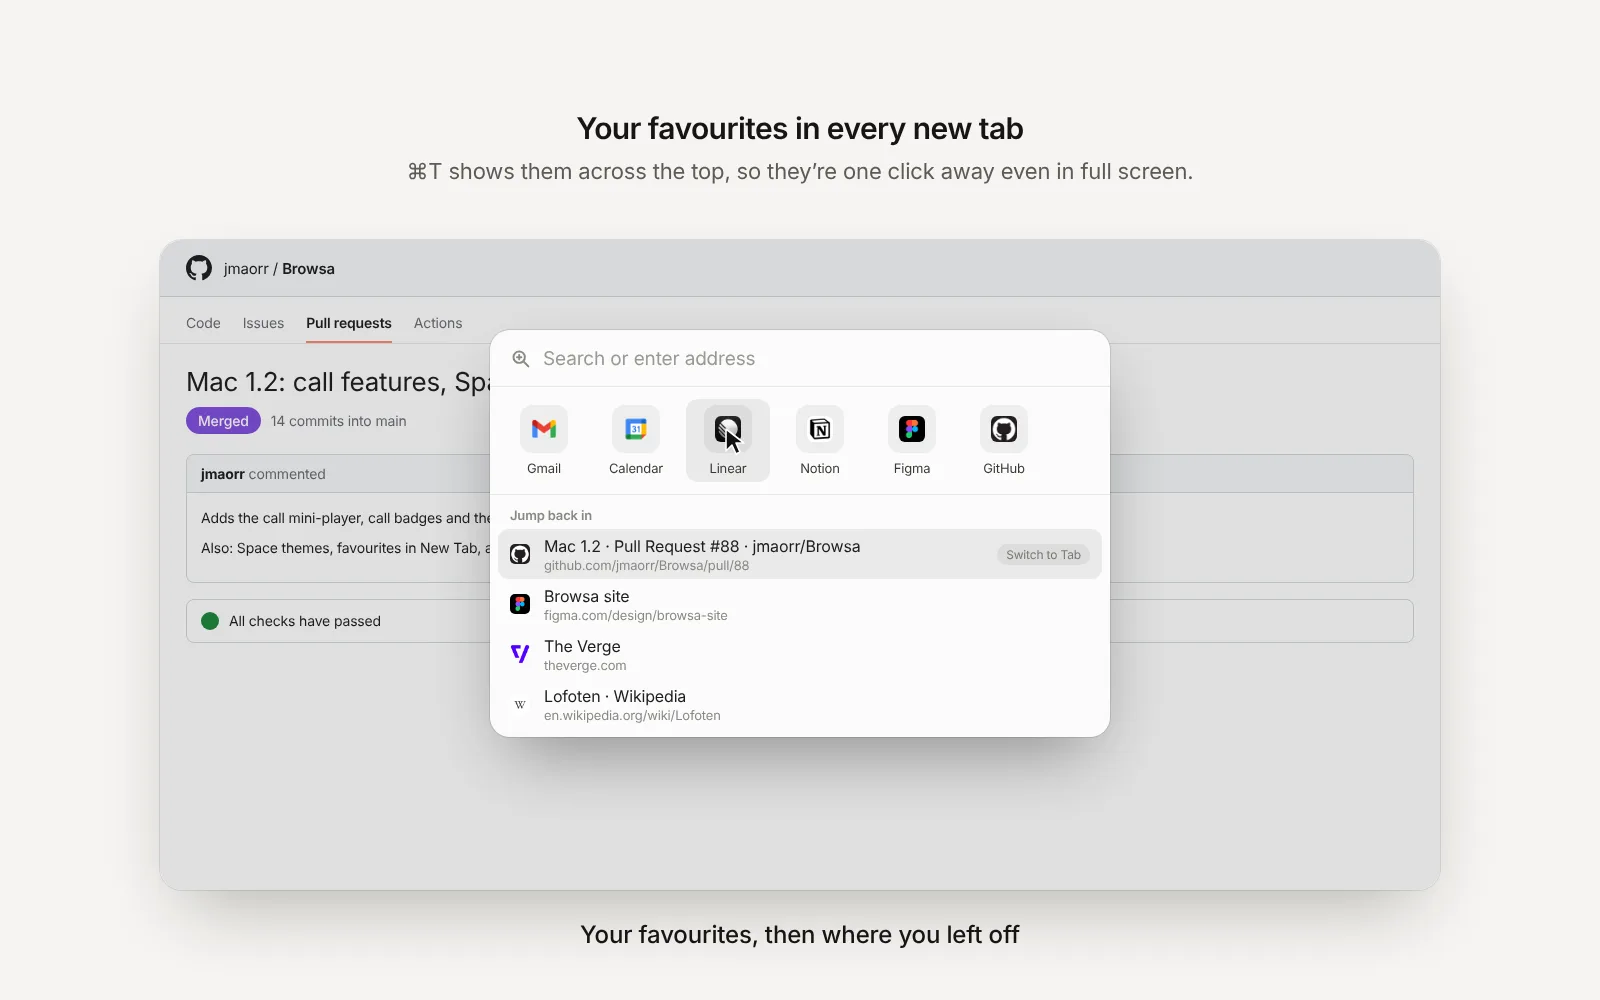 Your favourites in every new tab
⌘T shows them across the top, so they’re one click away even in full screen.
jmaorr / Browsa
Code Issues Pull requests Actions
Mac 1.2: call features, Spa
Merged 14 commits into main
jmaorr commented
Adds the call mini-player, call badges and the
Also: Space themes, favourites in New Tab, a
All checks have passed
Search or enter address
31
Gmail Calendar Linear Notion Figma GitHub
Jump back in
Mac 1.2 · Pull Request #88 · jmaorr/Browsa
github.com/jmaorr/Browsa/pull/88
Switch to Tab
Browsa site
figma.com/design/browsa-site
The Verge
theverge.com
W
Lofoten · Wikipedia
en.wikipedia.org/wiki/Lofoten
Your favourites, then where you left off